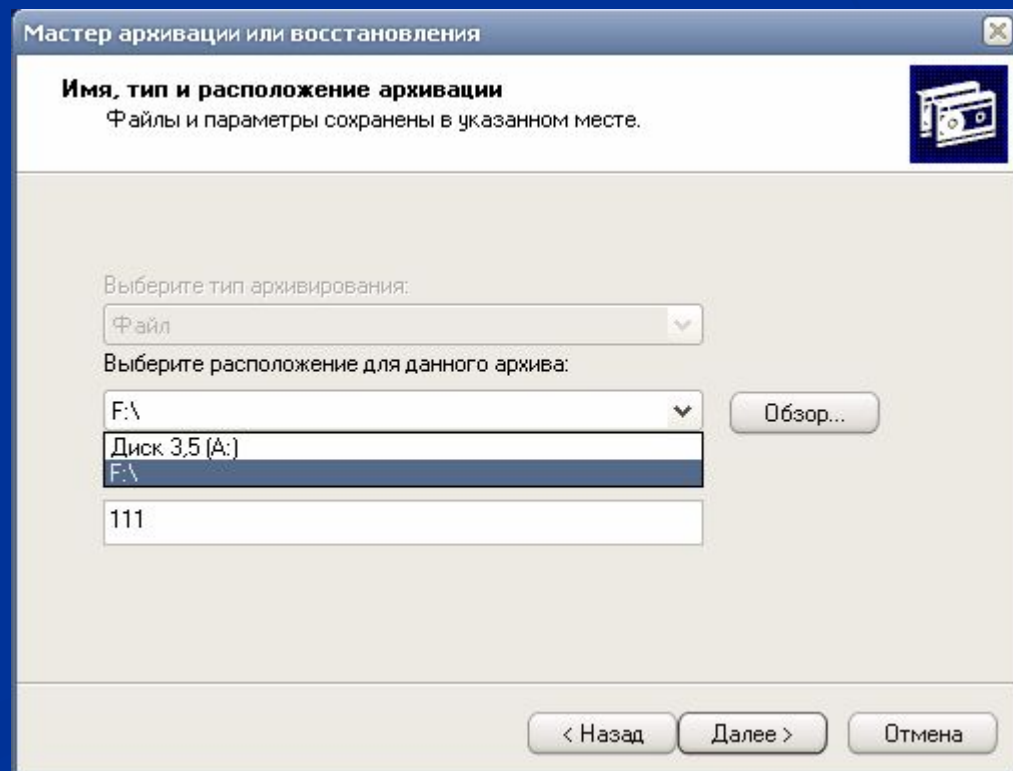 Мастер архивации или восстановления
Имя, тип и расположение архивации
Файлы и параметры сохранены в указанном месте.
Выберите тип архивирования:
Файл
Выберите расположение для данного архива:
F:\
Обзор...
Диск 3,5 (A:)
F:\
111
< Назад
Далее >
Отмена